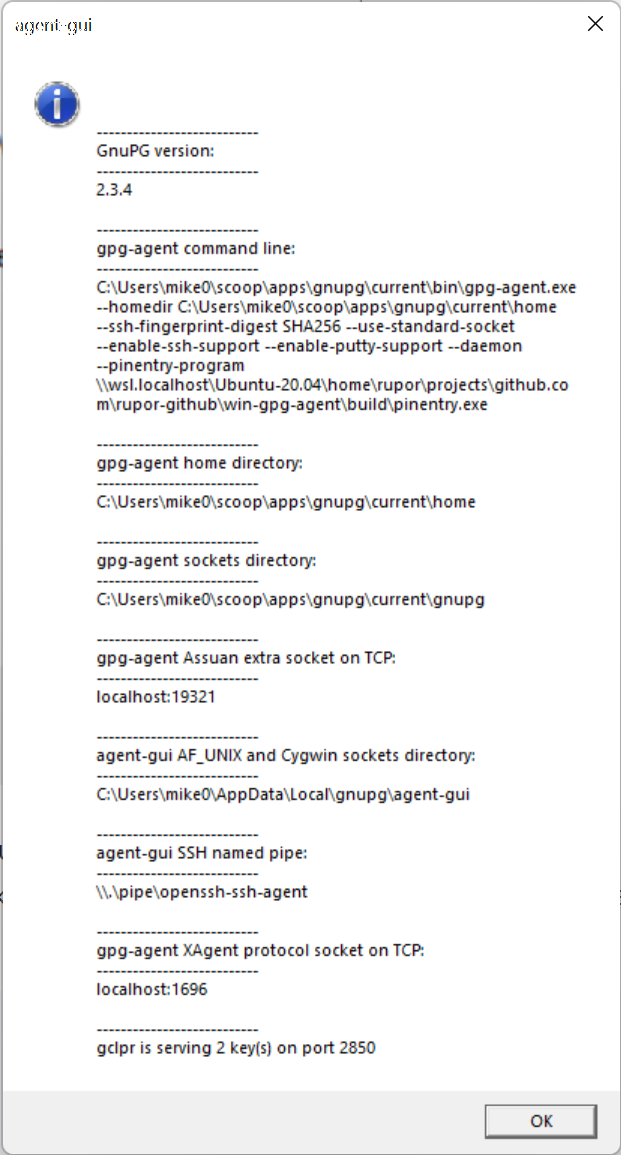 agent-gui
---------------------------
GnuPG version:
---------------------------
2.3.4
---------------------------
gpg-agent command line:
---------------------------
C:\Users\mike0\scoop\apps\gnupg\current\bin\gpg-agent.exe
--homedir C:\Users\mike0\scoop\apps\gnupg\current\home
--ssh-fingerprint-digest SHA256 --use-standard-socket
--enable-ssh-support --enable-putty-support --daemon
--pinentry-program
\\wsl.localhost\Ubuntu-20.04\home\rupor\projects\github.co
m\rupor-github\win-gpg-agent\build\pinentry.exe
---------------------------
gpg-agent home directory:
---------------------------
C:\Users\mike0\scoop\apps\gnupg\current\home
---------------------------
gpg-agent sockets directory:
---------------------------
C:\Users\mike0\scoop\apps\gnupg\current\gnupg
---------------------------
gpg-agent Assuan extra socket on TCP:
---------------------------
localhost:19321
---------------------------
agent-gui AF_UNIX and Cygwin sockets directory:
---------------------------
C:\Users\mike0\AppData\Local\gnupg\agent-gui
---------------------------
agent-gui SSH named pipe:
---------------------------
\\.\pipe\openssh-ssh-agent
---------------------------
gpg-agent XAgent protocol socket on TCP:
---------------------------
localhost:1696
---------------------------
gclpr is serving 2 key(s) on port 2850
OK